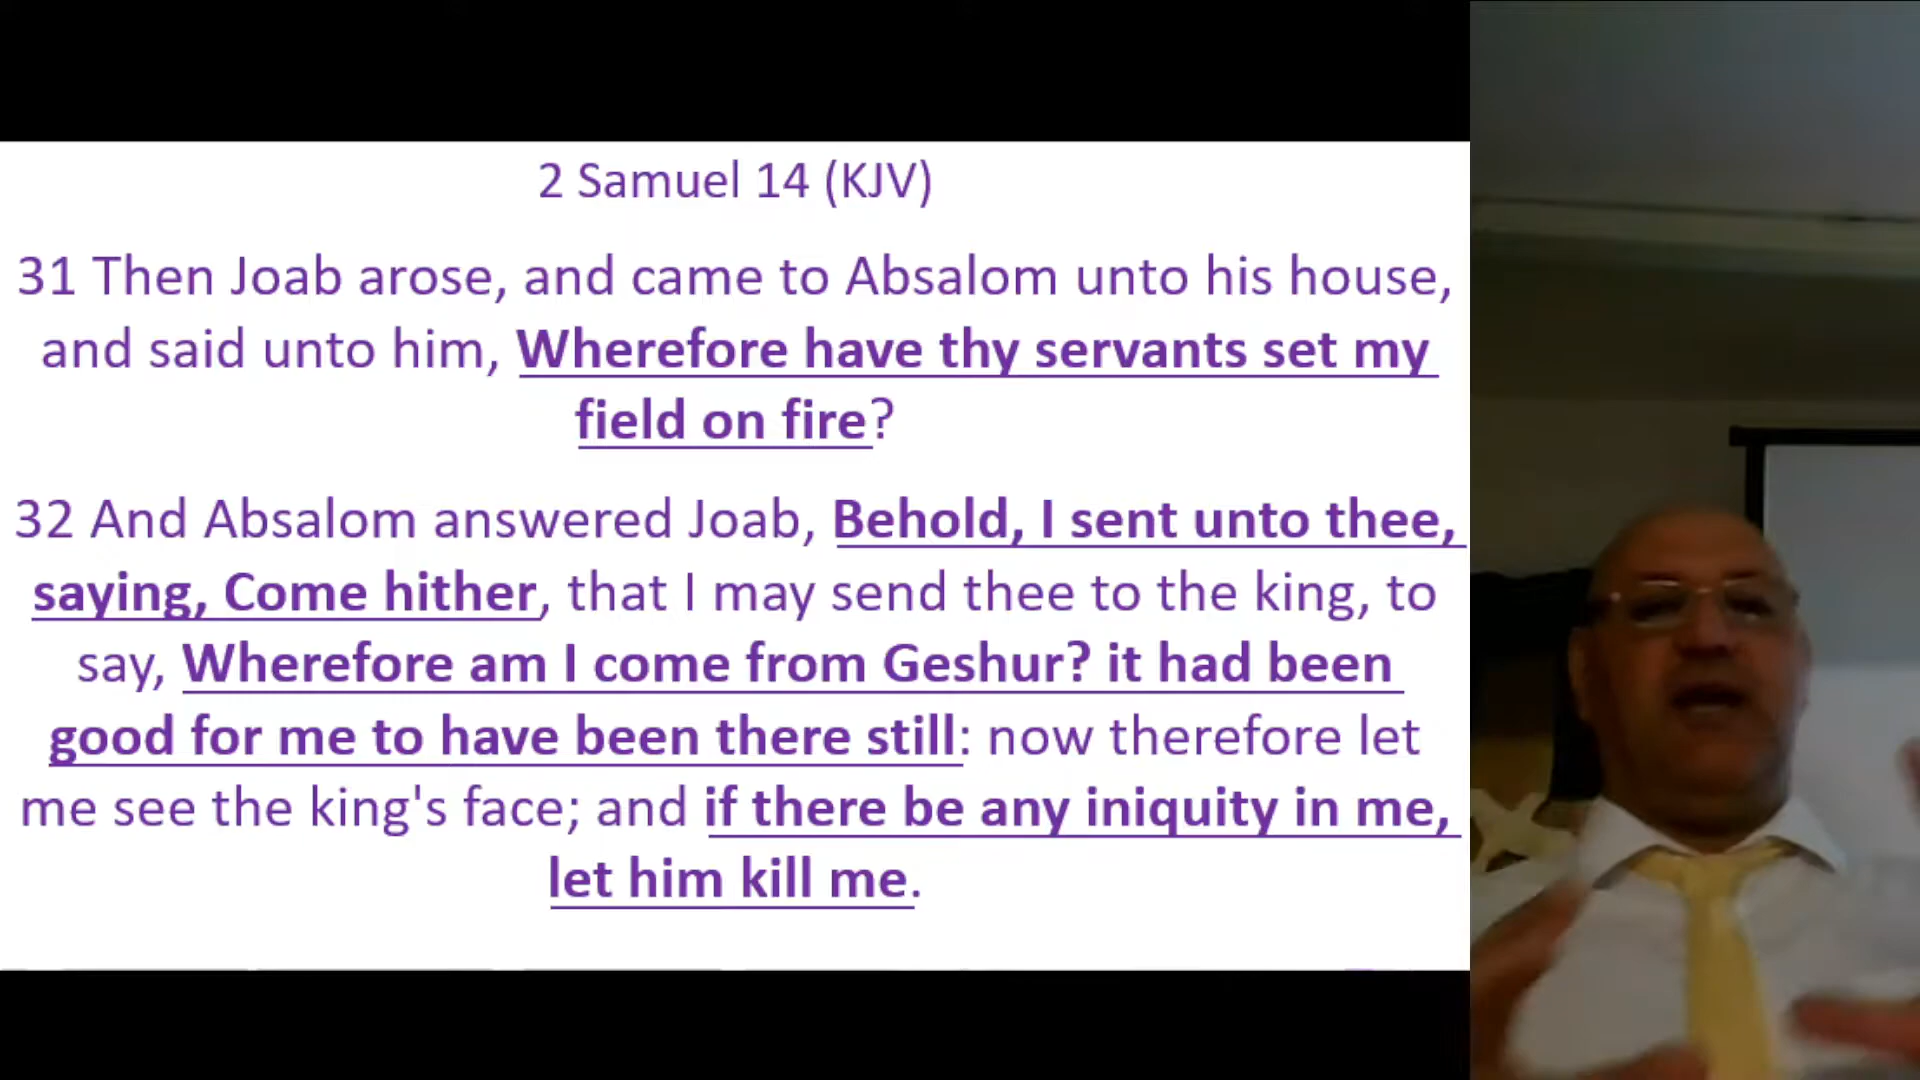 2 Samuel 14 (KJV)
31 Then Joab arose, and came to Absalom unto his house,
and said unto him, Wherefore have thy servants set my
field on fire?
32 And Absalom answered Joab, Behold, I sent unto thee,
saying, Come hither, that I may send thee to the king, to
say, Wherefore am I come from Geshur? it had been
good for me to have been there still: now therefore let
me see the king's face; and if there be any iniquity in me,
let him kill me.